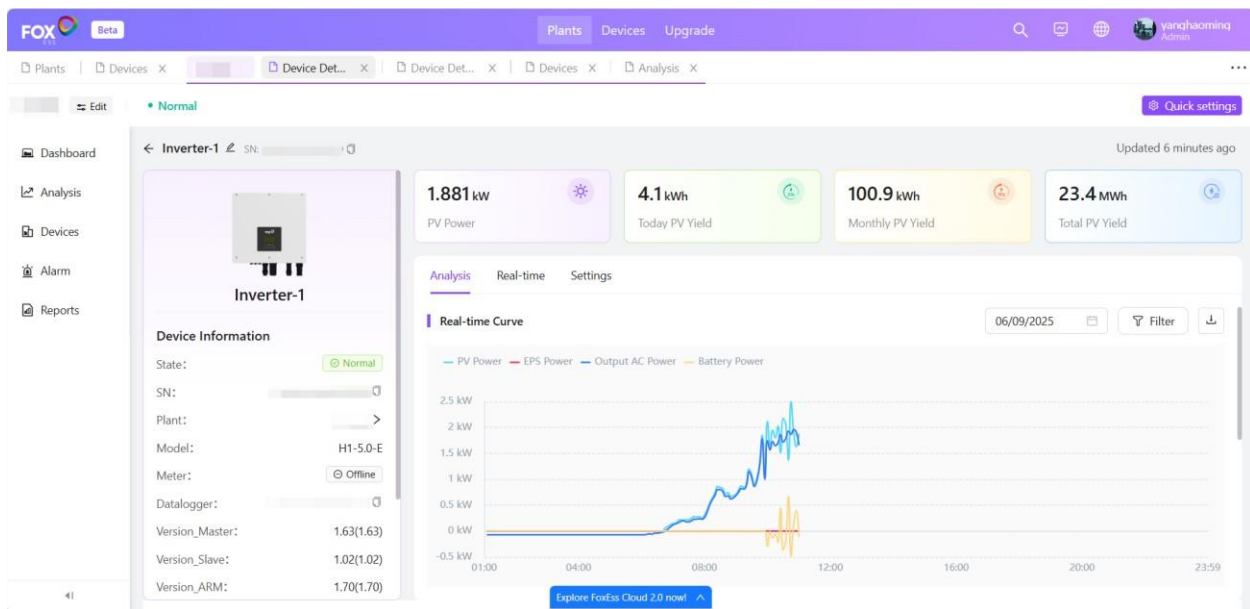 FOX ESS Beta Plants Devices Upgrade yanghaoming
Admin
Plants Devices X Device Det... X Device Det... X Devices X Analysis X ...
Edit Normal Quick settings
Dashboard
Analysis
Devices
Alarm
Reports
Inverter-1 SN: Updated 6 minutes ago
Inverter-1
Device Information
State: Normal
SN:
Plant:
Model: H1-5.0-E
Meter: Offline
Datalogger:
Version_Master: 1.63(1.63)
Version_Slave: 1.02(1.02)
Version_ARM: 1.70(1.70)
1.881 kW
PV Power
4.1 kWh
Today PV Yield
100.9 kWh
Monthly PV Yield
23.4 MWh
Total PV Yield
Analysis Real-time Settings
Real-time Curve 06/09/2025 Filter
PV Power EPS Power Output AC Power Battery Power
2.5 kW
2 kW
1.5 kW
1 kW
0.5 kW
0 kW
-0.5 kW
01:00 04:00 08:00 12:00 16:00 20:00 23:59
Explore FoxEss Cloud 2.0 now!